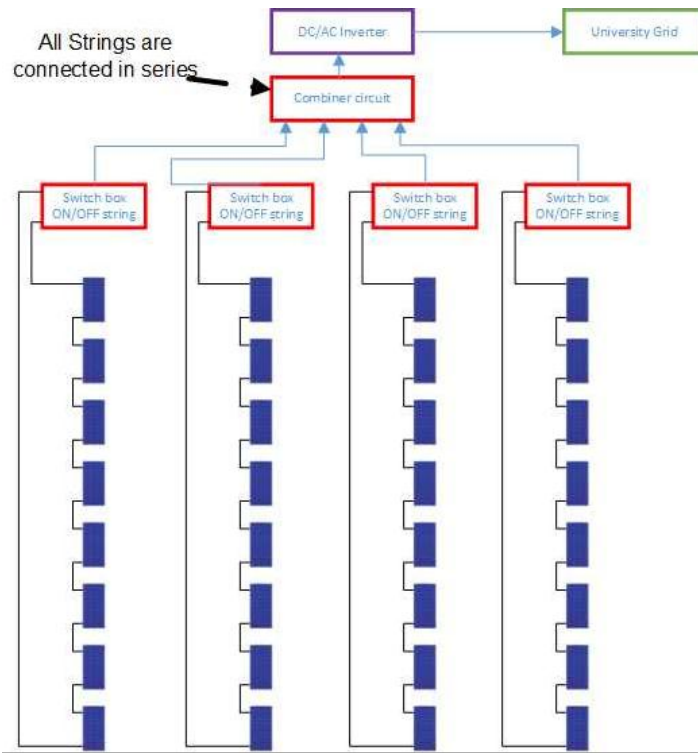 All Strings are
connected in series
DC/AC Inverter
University Grid
Combiner circuit
Switch box
ON/OFF string
Switch box
ON/OFF string
Switch box
ON/OFF string
Switch box
ON/OFF string